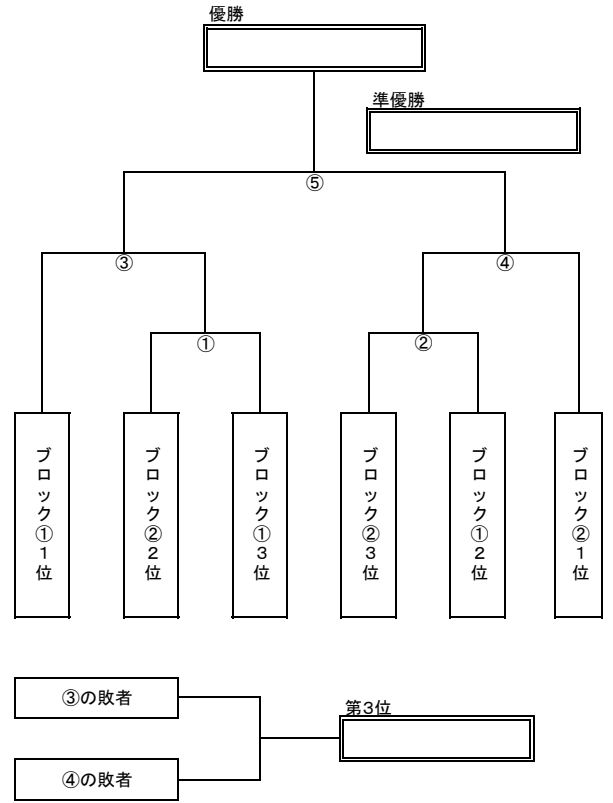 優勝
準優勝
⑤
③
④
①
②
ブロック①1位
ブロック②2位
ブロック①3位
ブロック②3位
ブロック①2位
ブロック②1位
③の敗者
第3位
④の敗者